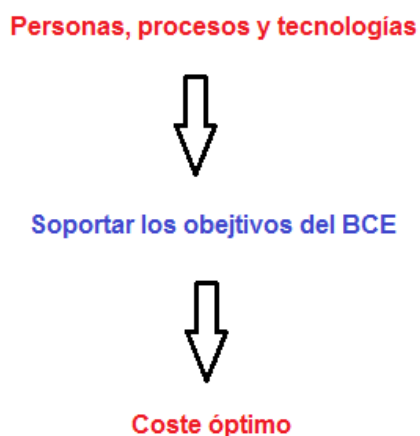 Personas, procesos y tecnologías
Soportar los obejtivos del BCE
Coste óptimo